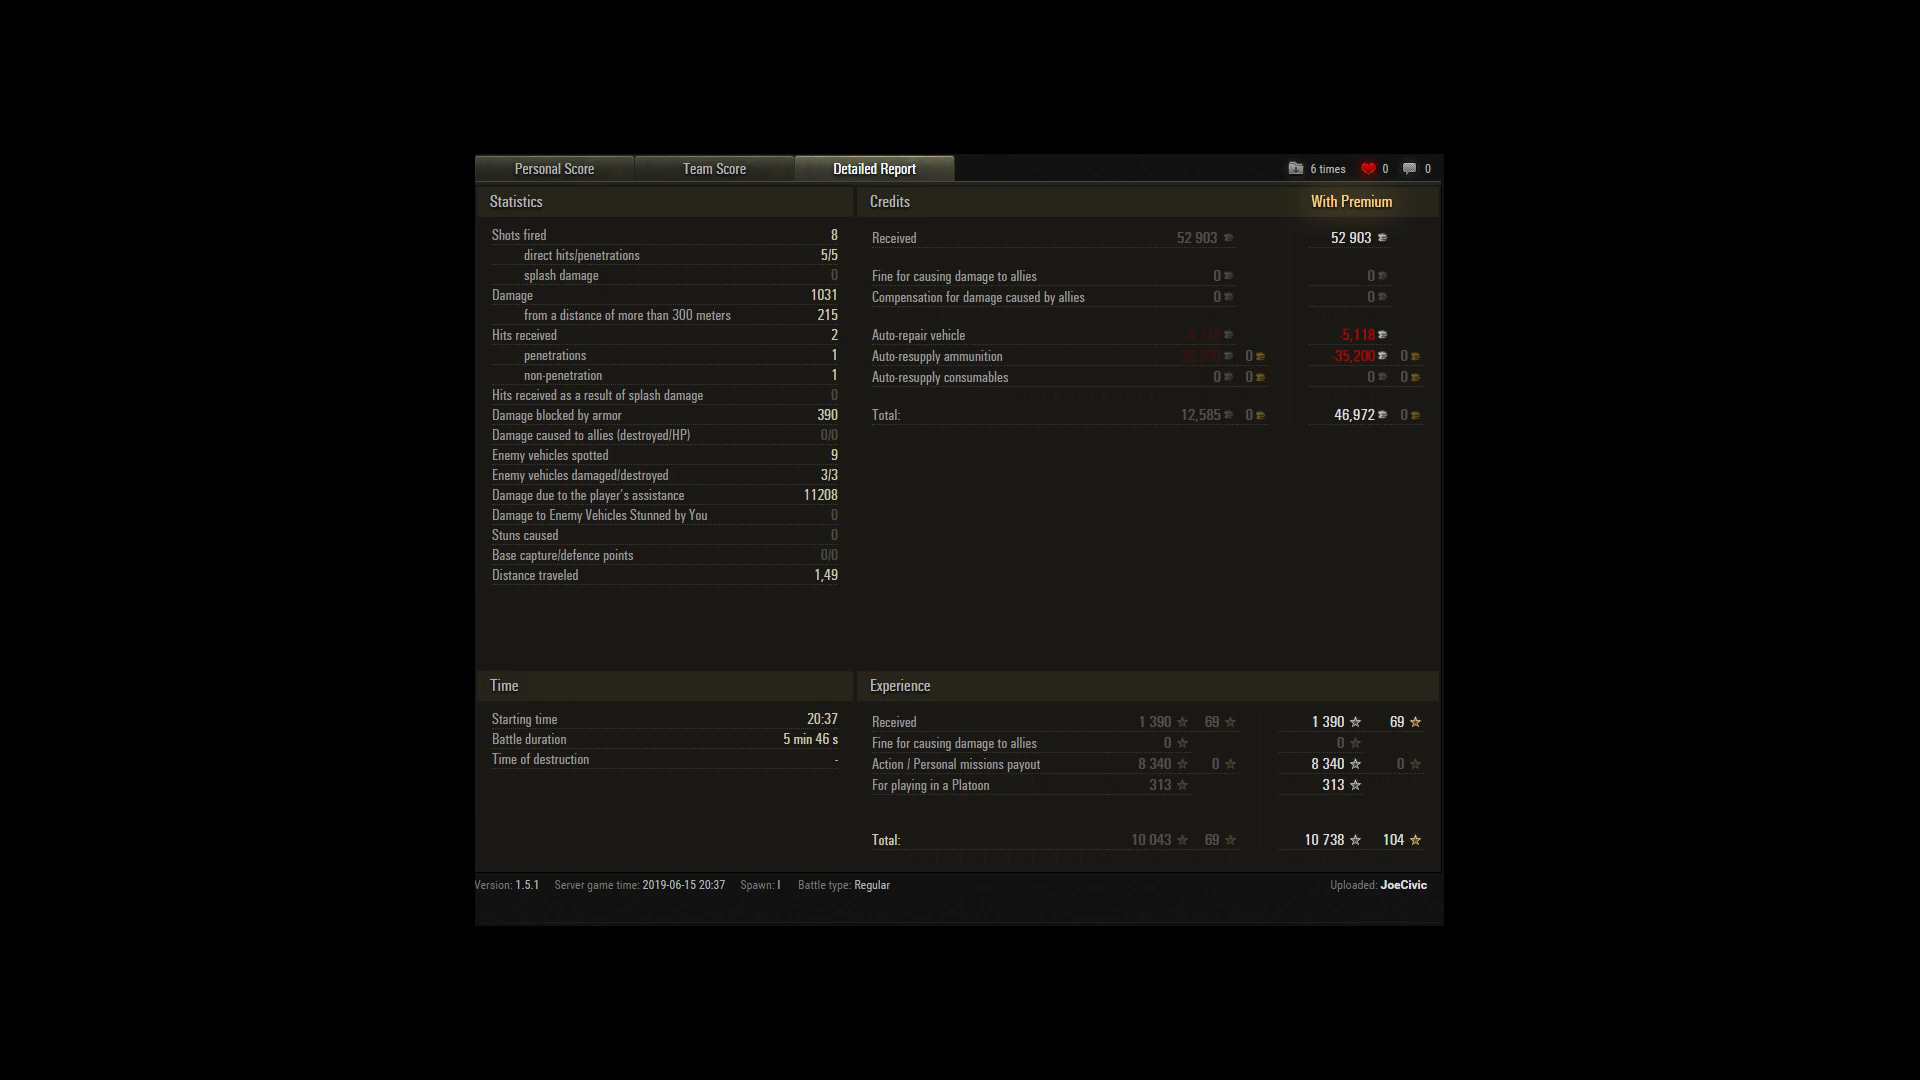 Personal Score Team Score Detailed Report 6 times 0 0
Statistics
Shots fired 8
direct hits/penetrations 5/5
splash damage 0
Damage 1031
from a distance of more than 300 meters 215
Hits received 2
penetrations 1
non-penetration 1
Hits received as a result of splash damage 0
Damage blocked by armor 390
Damage caused to allies (destroyed/HP) 0/0
Enemy vehicles spotted 9
Enemy vehicles damaged/destroyed 3/3
Damage due to the player's assistance 11208
Damage to Enemy Vehicles Stunned by You 0
Stuns caused 0
Base capture/defence points 0/0
Distance traveled 1,49
Credits With Premium
Received 52 903 52 903
Fine for causing damage to allies 0 0
Compensation for damage caused by allies 0 0
Auto-repair vehicle -5,118
Auto-resupply ammunition 0 -35,200 0
Auto-resupply consumables 0 0 0 0
Total: 12,585 0 46,972 0
Time
Starting time 20:37
Battle duration 5 min 46 s
Time of destruction -
Experience
Received 1 390 69 1 390 69
Fine for causing damage to allies 0 0
Action / Personal missions payout 8 340 0 8 340 0
For playing in a Platoon 313 313
Total: 10 043 69 10 738 104
Version: 1.5.1 Server game time: 2019-06-15 20:37 Spawn: I Battle type: Regular Uploaded: JoeCivic